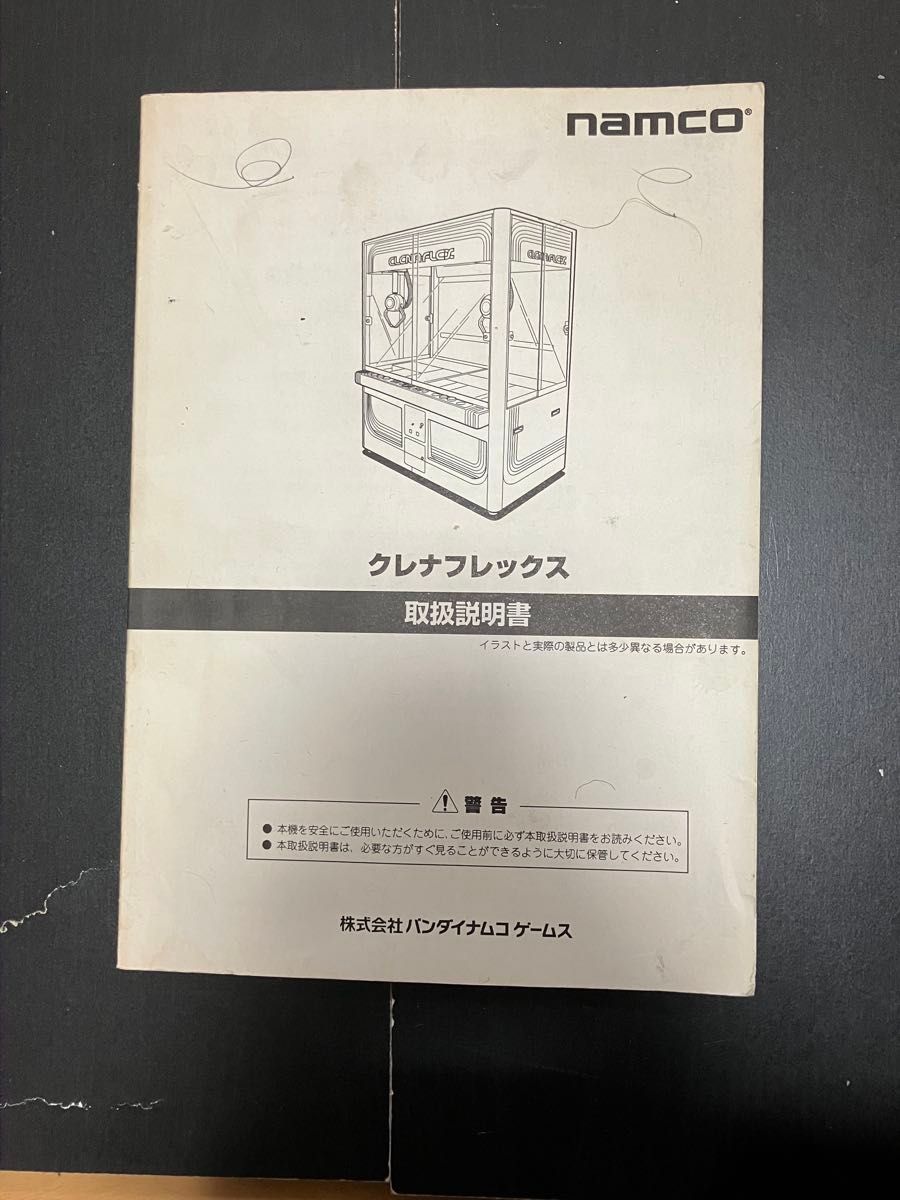 namco®
CLENAFLEX
CLENAFLEX
クレナフレックス
取扱説明書
イラストと実際の製品とは多少異なる場合があります。
警告
● 本機を安全にご使用いただくために、ご使用前に必ず本取扱説明書をお読みください。
● 本取扱説明書は、必要な方がすぐ見ることができるように大切に保管してください。
株式会社 バンダイナムコ ゲームス